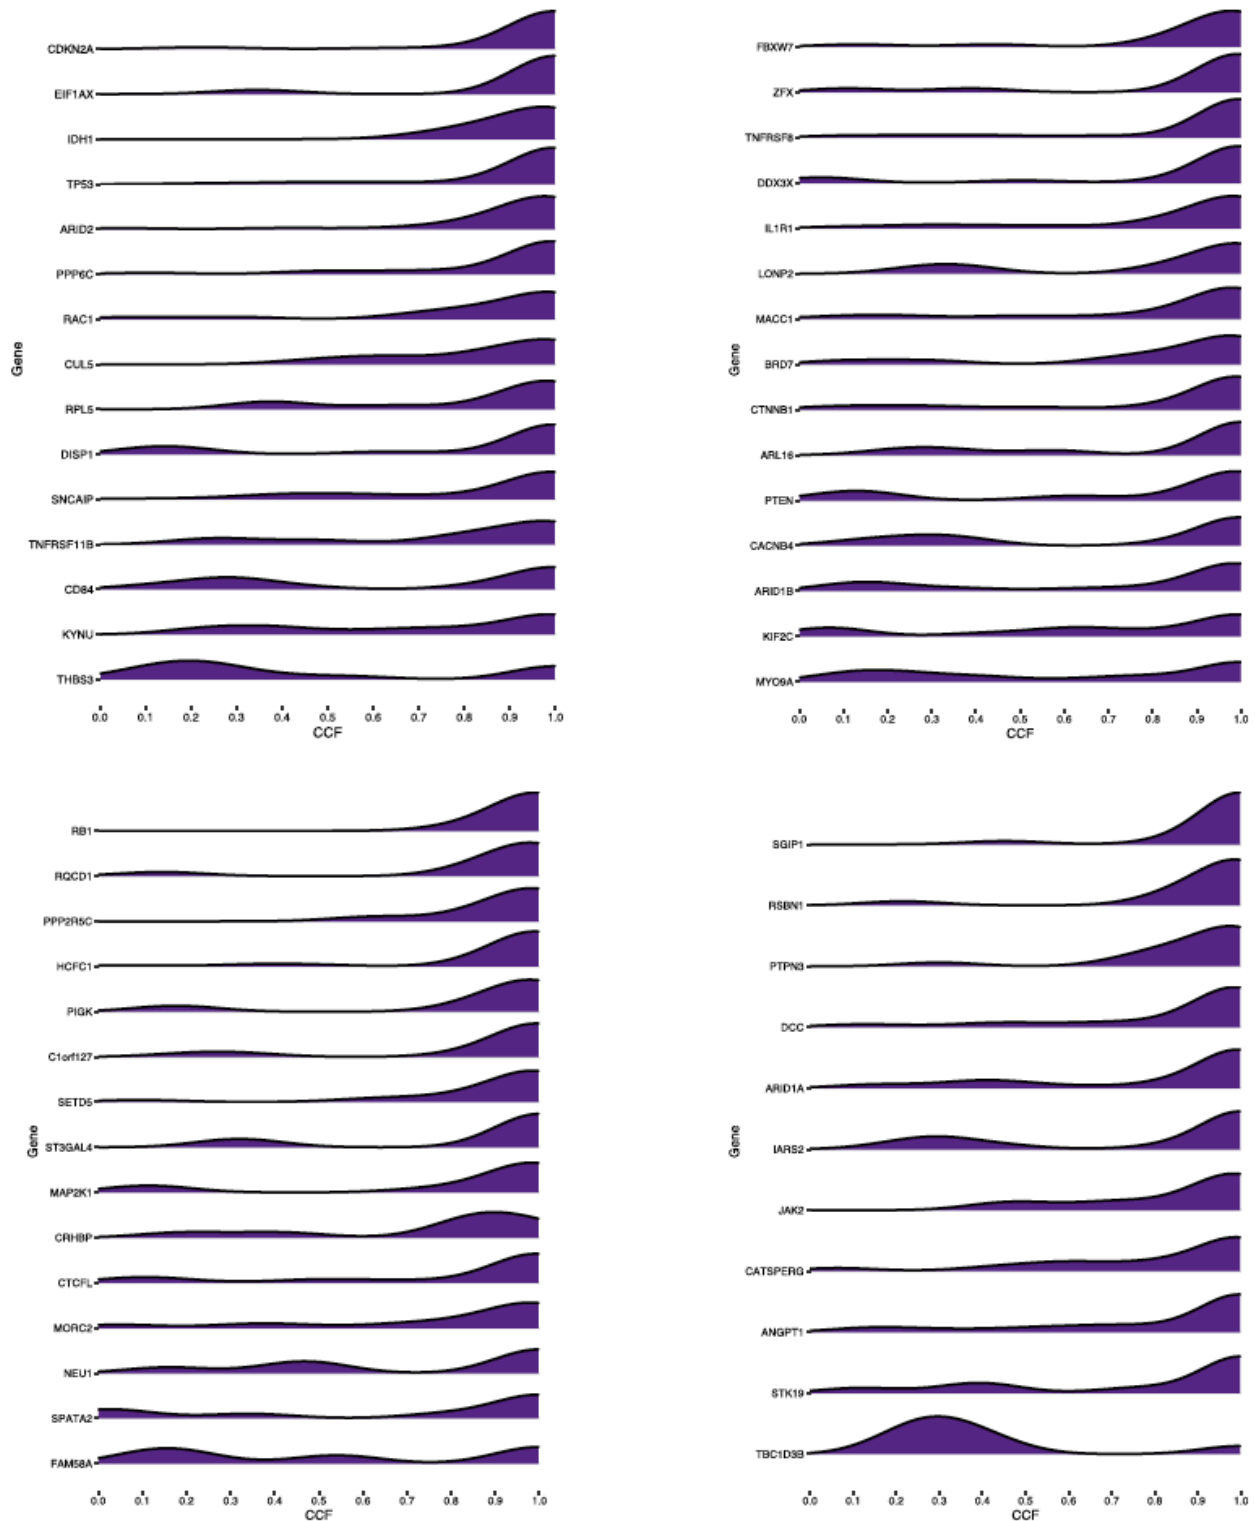 CDKN2A
EIF1AX
IDH1
TP53
ARID2
PPP6C
RAC1
CUL5
RPL5
DISP1
SNCAIP
TNFRSF11B
CD84
KYNU
THBS3
Gene
0.0 0.1 0.2 0.3 0.4 0.5 0.6 0.7 0.8 0.9 1.0
CCF
FBXW7
ZFX
TNFRSF8
DDX3X
IL1R1
LONP2
MACC1
BRD7
CTNNB1
ARL16
PTEN
CACNB4
ARID1B
KIF2C
MYO9A
Gene
0.0 0.1 0.2 0.3 0.4 0.5 0.6 0.7 0.8 0.9 1.0
CCF
RB1
RQCD1
PPP2R5C
HCFC1
PIGK
C1orf127
SETD5
ST3GAL4
MAP2K1
CRHBP
CTCFL
MORC2
NEU1
SPATA2
FAM58A
Gene
0.0 0.1 0.2 0.3 0.4 0.5 0.6 0.7 0.8 0.9 1.0
CCF
SGIP1
RSBN1
PTPN3
DCC
ARID1A
IARS2
JAK2
CATSPERG
ANGPT1
STK19
TBC1D3B
Gene
0.0 0.1 0.2 0.3 0.4 0.5 0.6 0.7 0.8 0.9 1.0
CCF